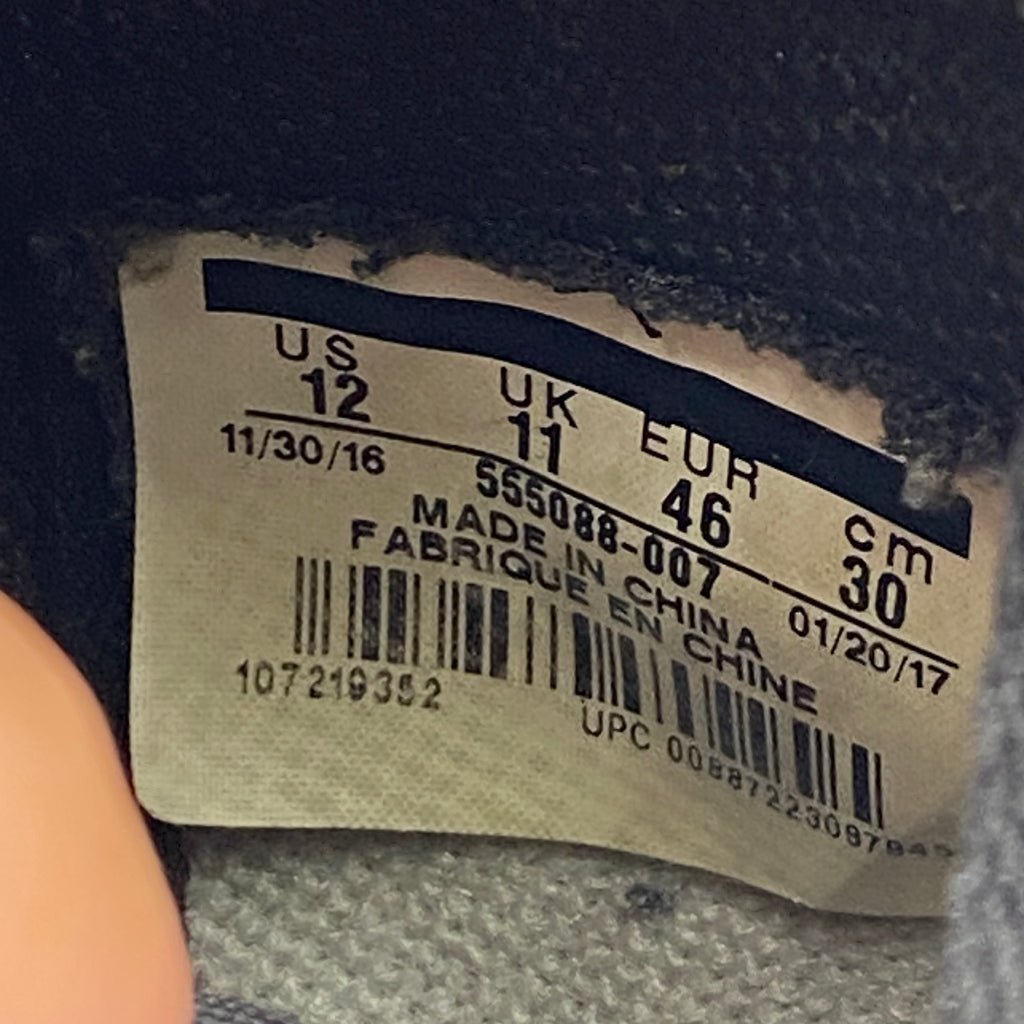 US UK EUR cm
12 11 46 30
11/30/16 555088-007 01/20/17
MADE IN CHINA
FABRIQUE EN CHINE
107219352
UPC 00887223087845